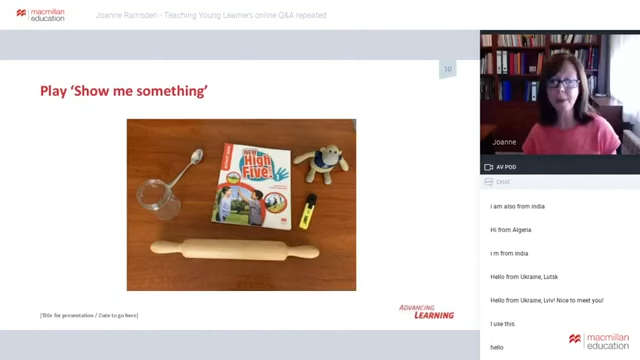 macmillan
education
Joanne Ramsden - Teaching Young Learners online Q&A repeated
10
Play 'Show me something'
NEW
High
Five!
[Title for presentation / Date to go here]
ADVANCING
LEARNING
Joanne
AV POD
CHAT
i am also from india
Hi from Algeria
i m from india
Hello from Ukraine, Lutsk
Hello from Ukraine, Lviv! Nice to meet you!
I use this.
hello
macmillan
education